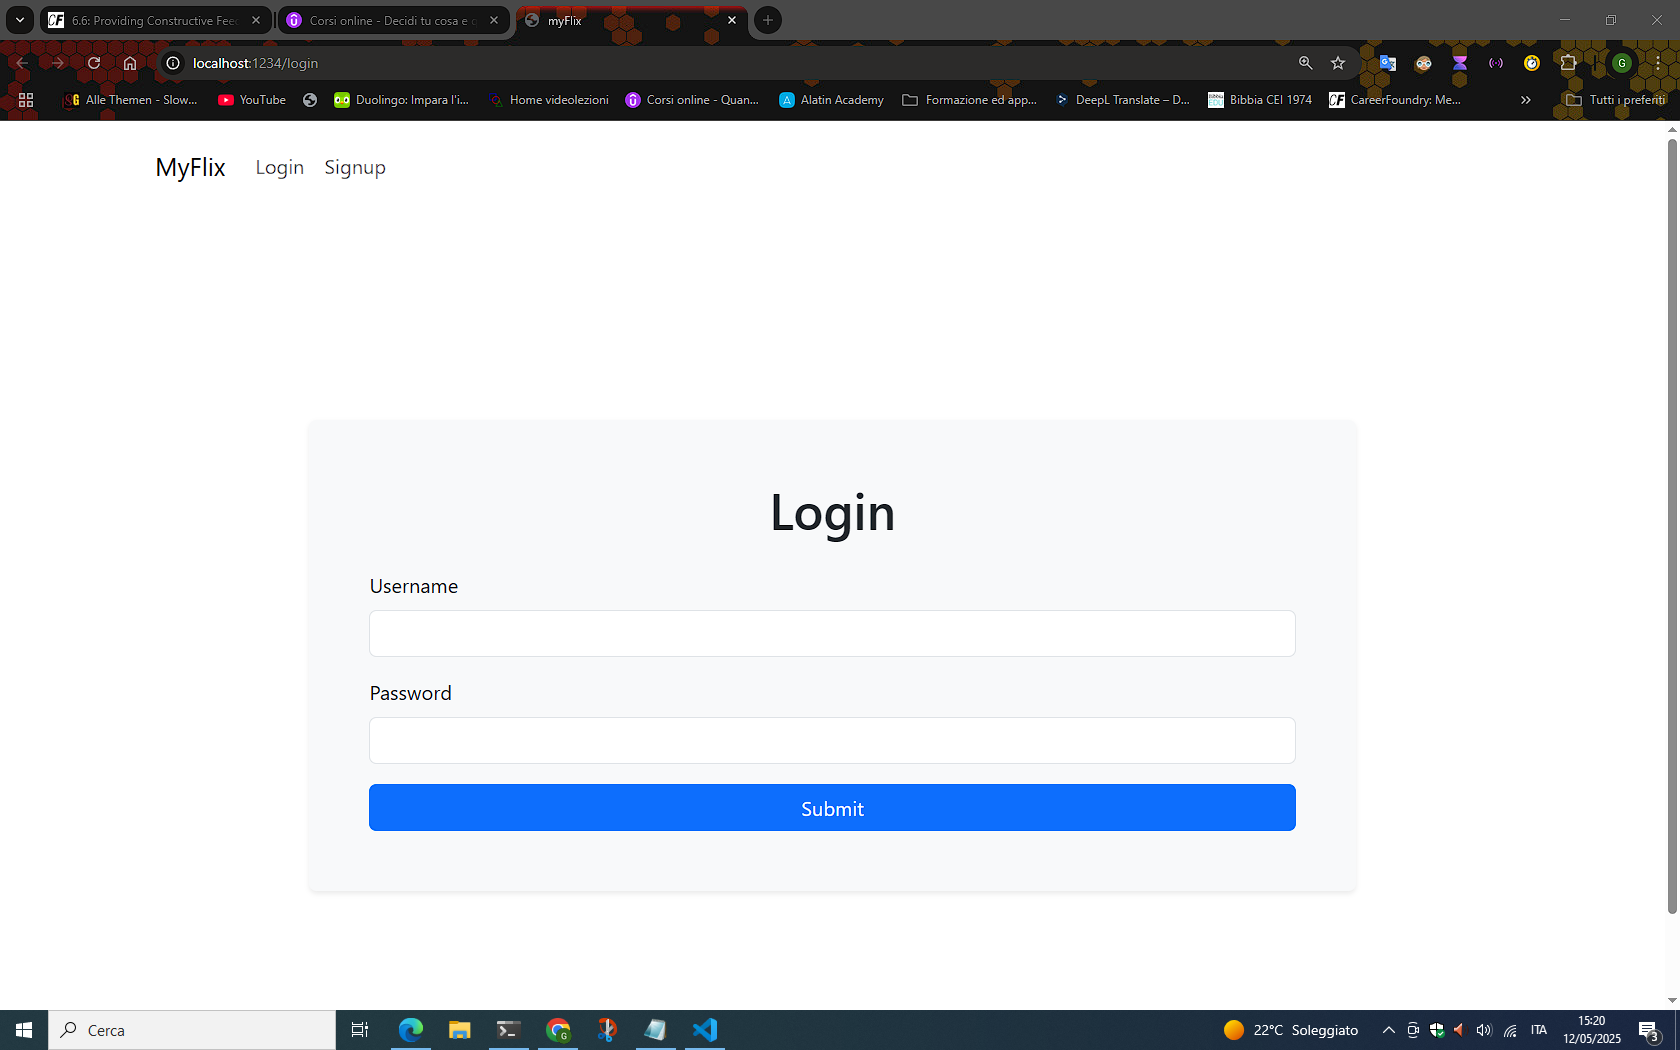 6.6: Providing Constructive Feed
Corsi online - Decidi tu cosa e
myFlix
localhost:1234/login
Alle Themen - Slow...
YouTube
Duolingo: Impara l'i...
Home videolezioni
Corsi online - Quan...
Alatin Academy
Formazione ed app...
DeepL Translate – D...
Bibbia CEI 1974
CareerFoundry: Me...
Tutti i preferiti
MyFlix
Login
Signup
Login
Username
Password
Submit
Cerca
22°C Soleggiato
ITA
15:20
12/05/2025
3